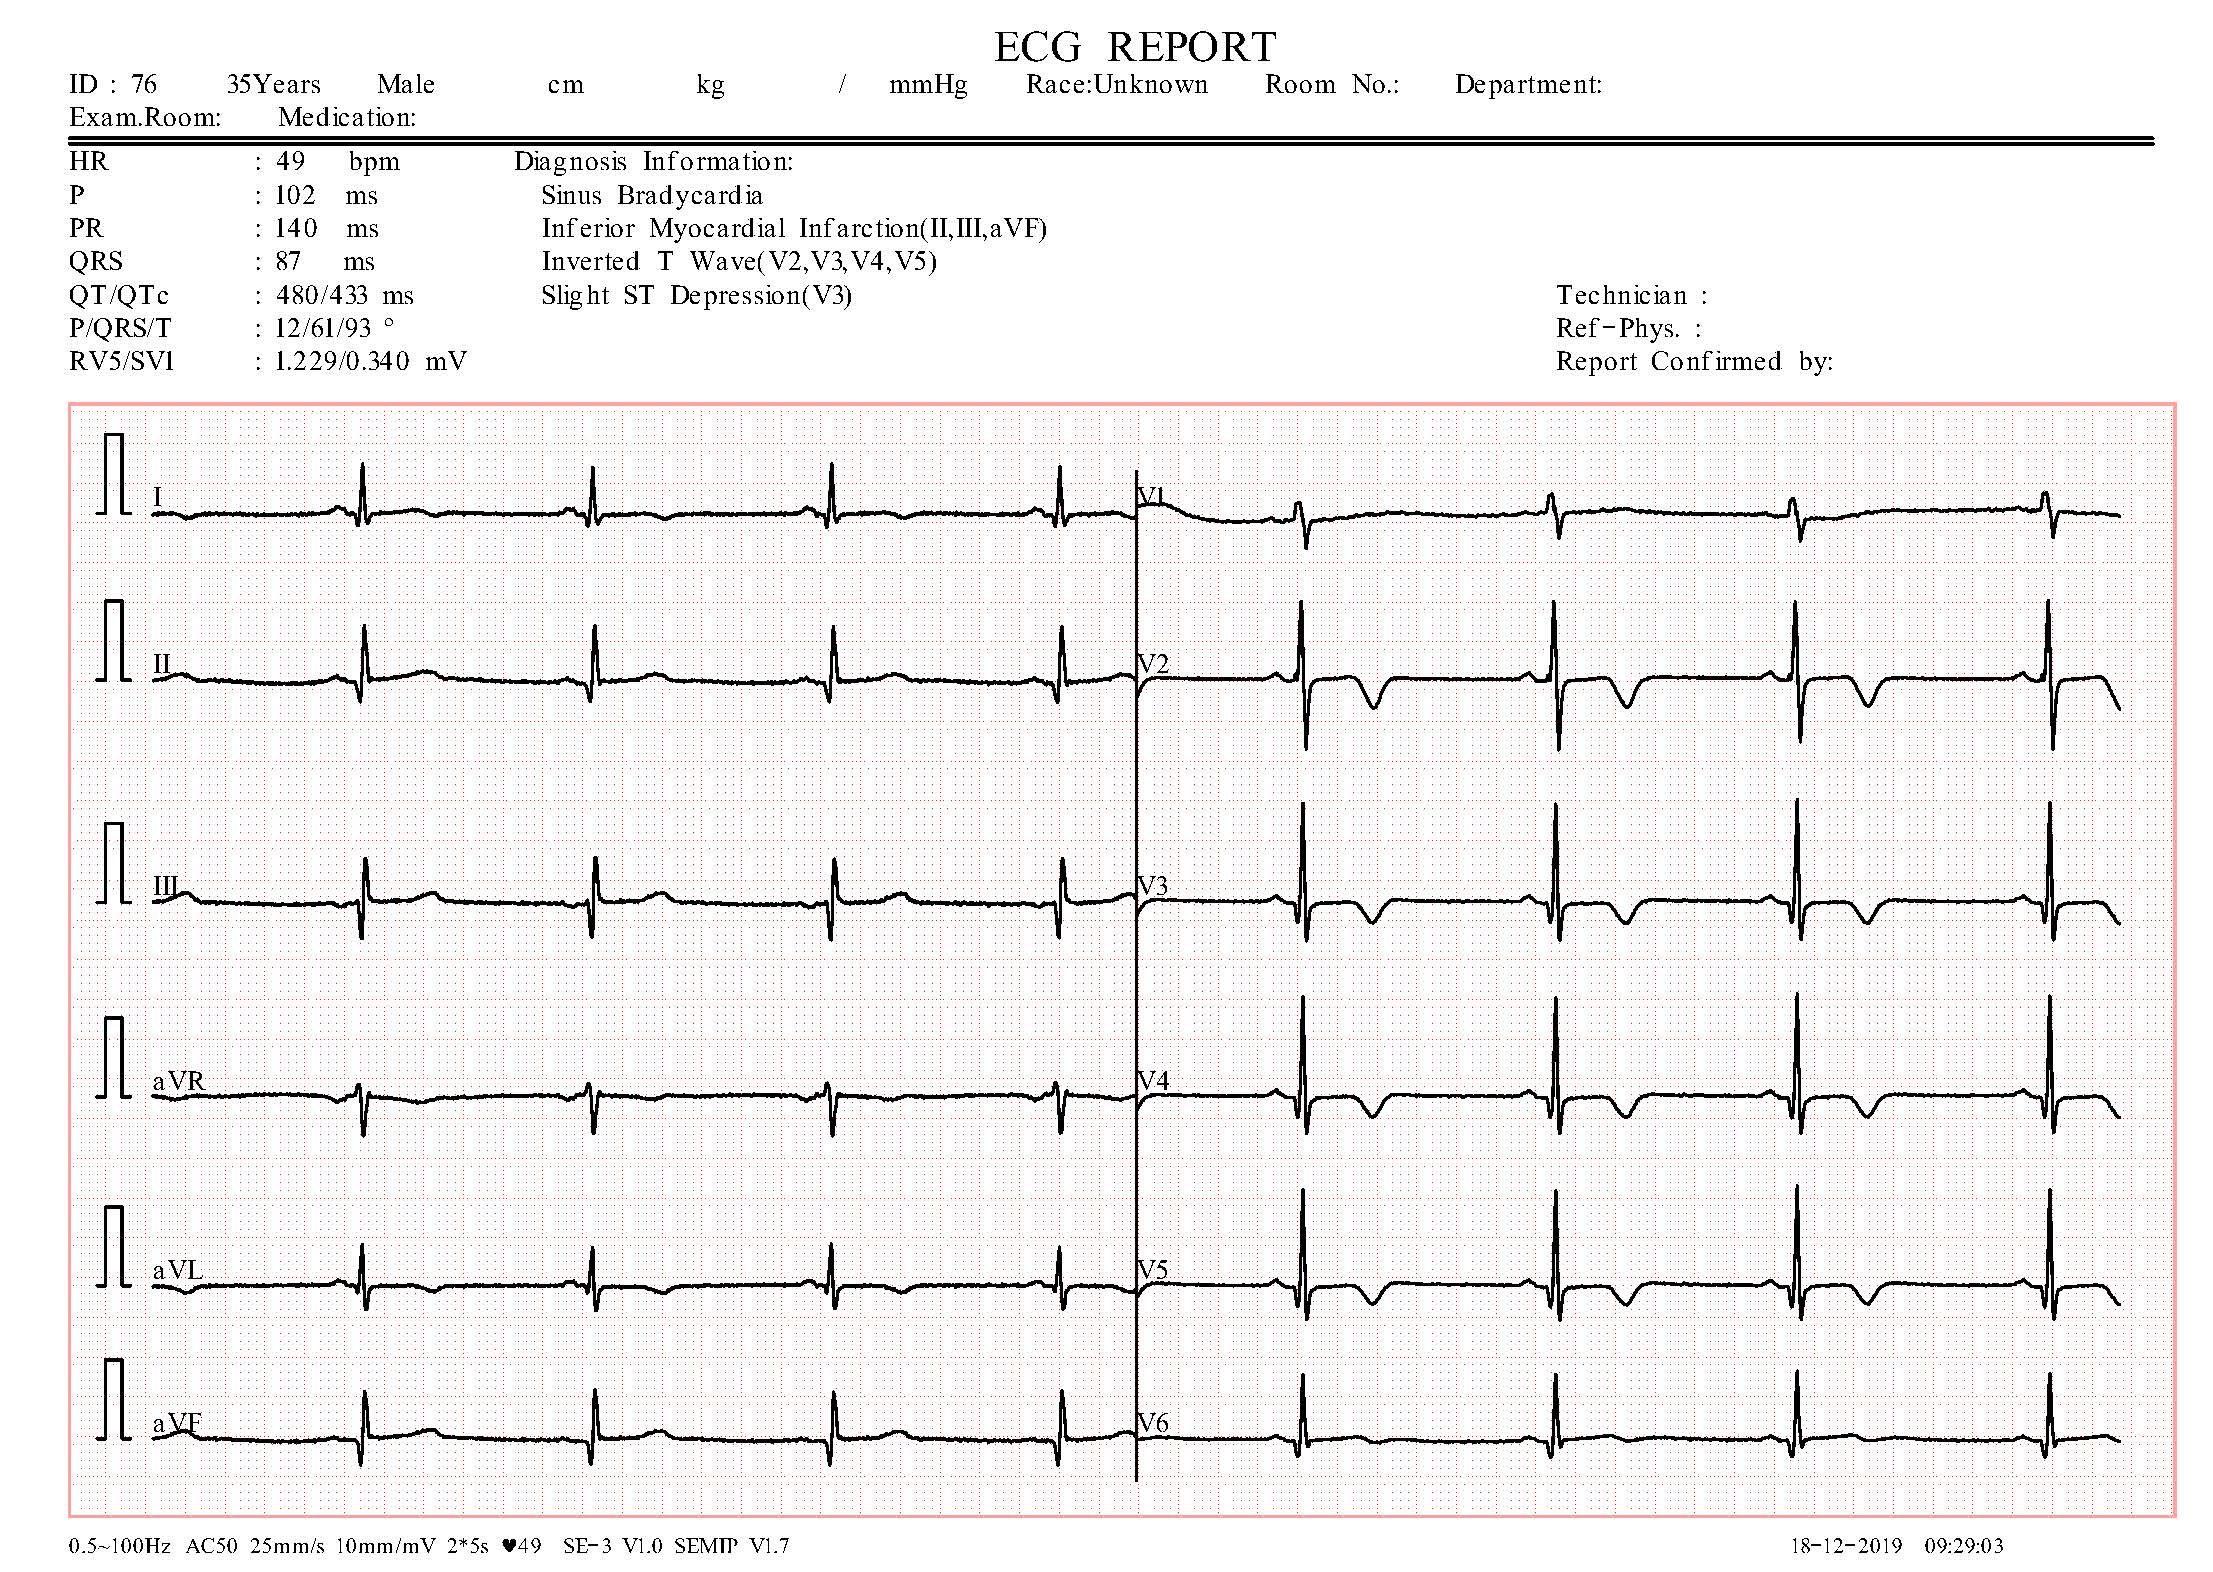 ECG REPORT
ID : 76 35Years Male cm kg / mmHg Race:Unknown Room No.: Department:
Exam.Room: Medication:
HR : 49 bpm Diagnosis Information:
P : 102 ms Sinus Bradycardia
PR : 140 ms Inferior Myocardial Infarction(II,III,aVF)
QRS : 87 ms Inverted T Wave(V2,V3,V4,V5)
QT/QTc : 480/433 ms Slight ST Depression(V3) Technician :
P/QRS/T : 12/61/93 ° Ref-Phys. :
RV5/SV1 : 1.229/0.340 mV Report Confirmed by:
I V1
II V2
III V3
aVR V4
aVL V5
aVF V6
0.5~100Hz AC50 25mm/s 10mm/mV 2*5s ♥49 SE-3 V1.0 SEMIP V1.7 18-12-2019 09:29:03